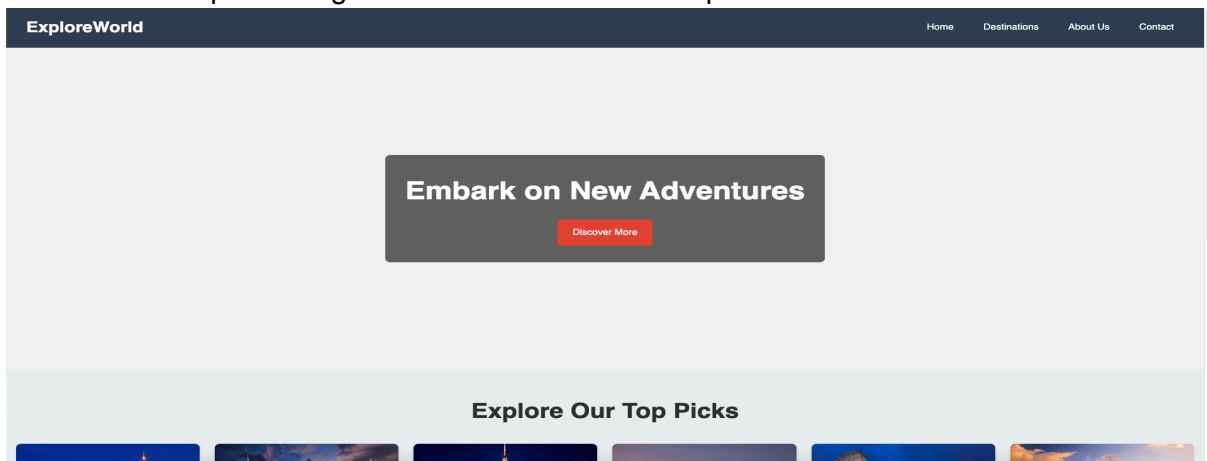 ExploreWorld
Home Destinations About Us Contact
Embark on New Adventures
Discover More
Explore Our Top Picks